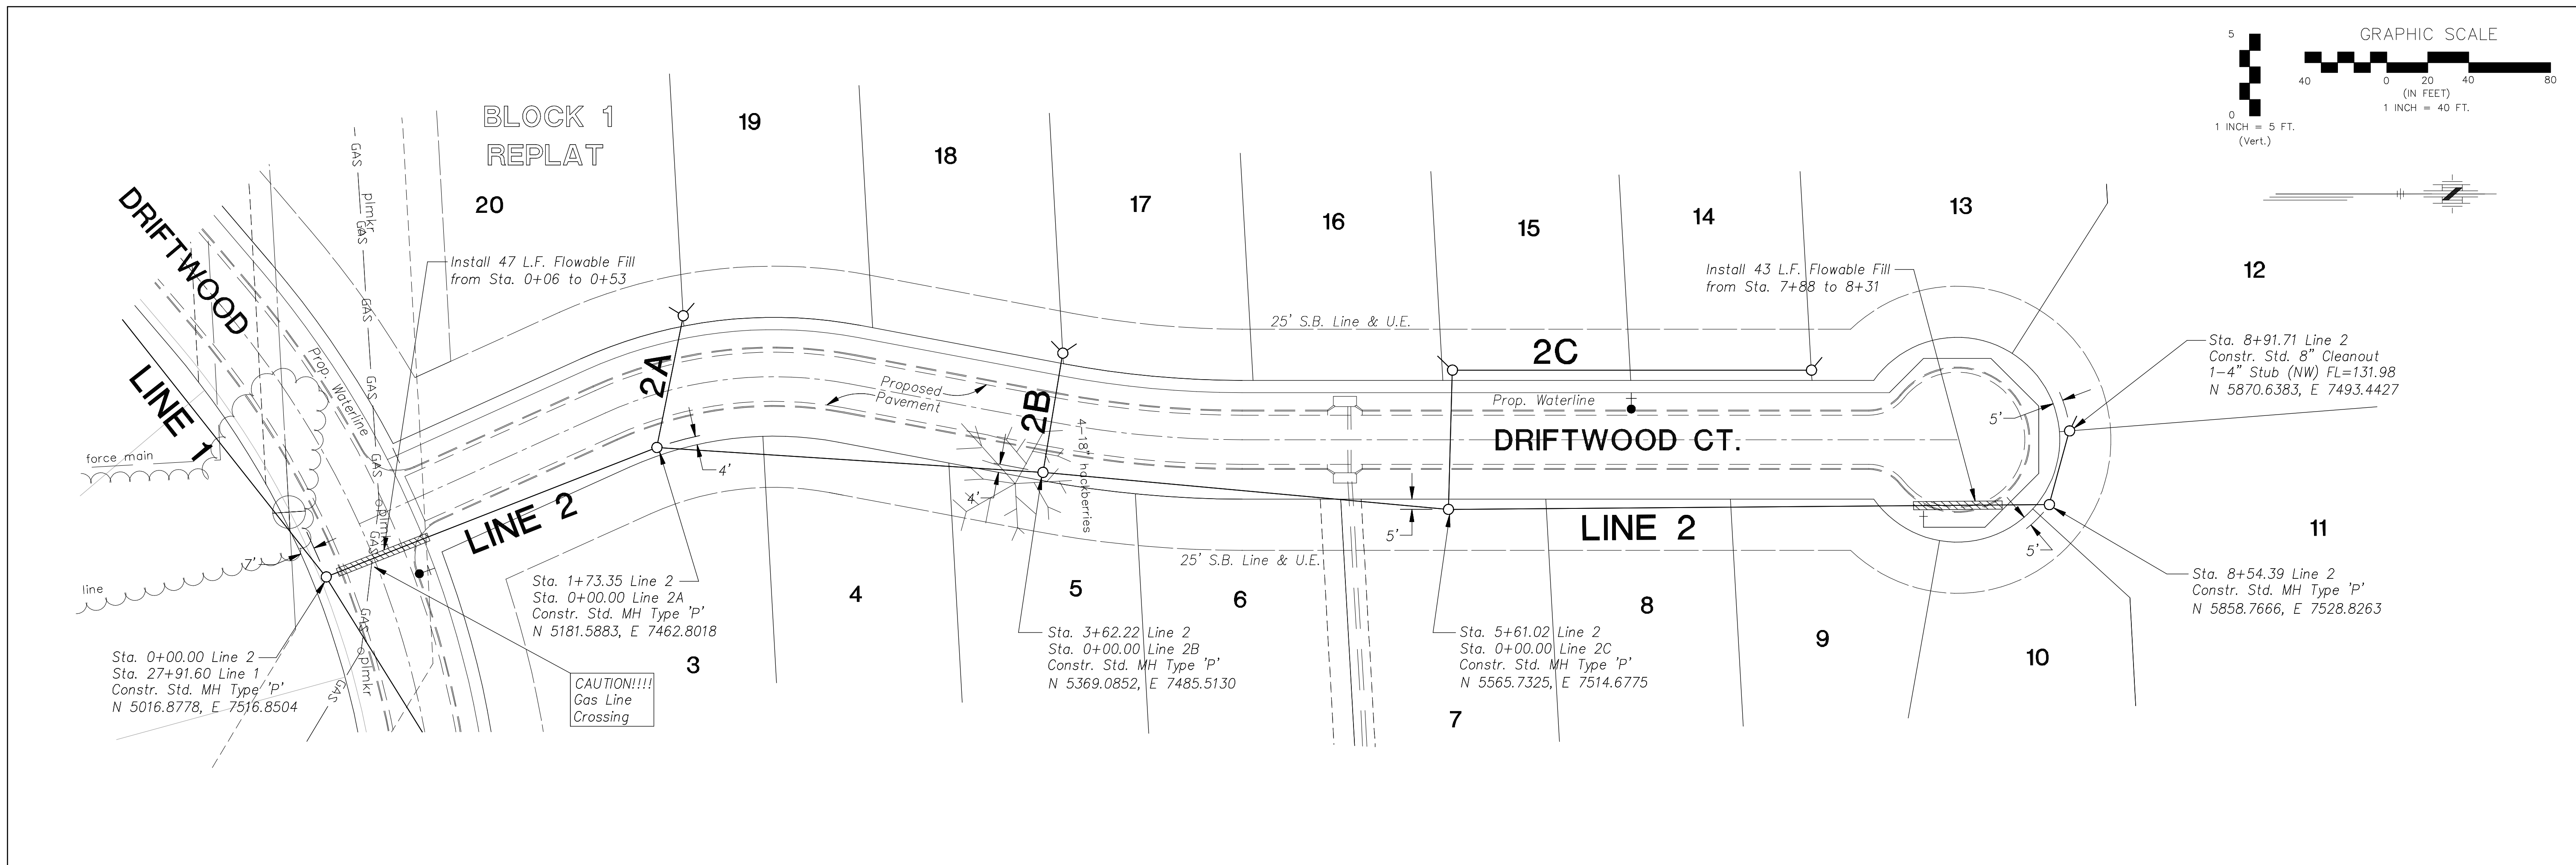 GRAPHIC SCALE
5
0
1 INCH = 5 FT.
(Vert.)
40
0
20
40
80
(IN FEET)
1 INCH = 40 FT.
BLOCK 1
REPLAT
19
18
17
16
15
14
13
12
20
GAS
plmkr
GAS
GAS
GAS
GAS
plmkr
GAS
GAS
plmkr
GAS
DRIFTWOOD
Install 47 L.F. Flowable Fill
from Sta. 0+06 to 0+53
Install 43 L.F. Flowable Fill
from Sta. 7+88 to 8+31
25' S.B. Line & U.E.
2A
2B
2C
Prop. Waterline
LINE 1
Proposed
Pavement
Prop. Waterline
DRIFTWOOD CT.
4-18" hackberries
Sta. 8+91.71 Line 2
Constr. Std. 8" Cleanout
1-4" Stub (NW) FL=131.98
N 5870.6383, E 7493.4427
5'
force main
4'
4'
5'
LINE 2
LINE 2
5'
11
7'
line
25' S.B. Line & U.E.
Sta. 8+54.39 Line 2
Constr. Std. MH Type 'P'
N 5858.7666, E 7528.8263
Sta. 1+73.35 Line 2
Sta. 0+00.00 Line 2A
Constr. Std. MH Type 'P'
N 5181.5883, E 7462.8018
4
5
6
8
9
10
3
7
Sta. 0+00.00 Line 2
Sta. 27+91.60 Line 1
Constr. Std. MH Type 'P'
N 5016.8778, E 7516.8504
Sta. 3+62.22 Line 2
Sta. 0+00.00 Line 2B
Constr. Std. MH Type 'P'
N 5369.0852, E 7485.5130
Sta. 5+61.02 Line 2
Sta. 0+00.00 Line 2C
Constr. Std. MH Type 'P'
N 5565.7325, E 7514.6775
CAUTION!!!!
Gas Line
Crossing